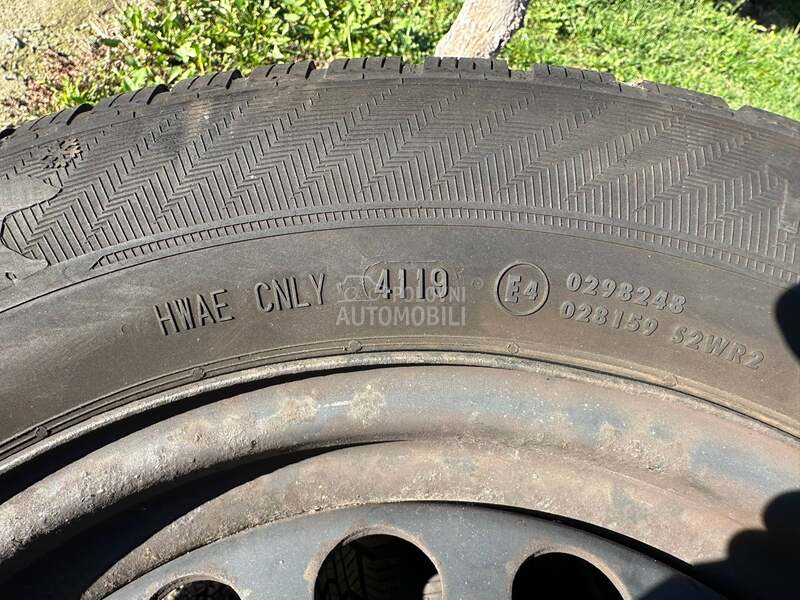 HWAE CNLY 4119 E4 0298248
028159 S2WR2
POLOVNI
AUTOMOBILI